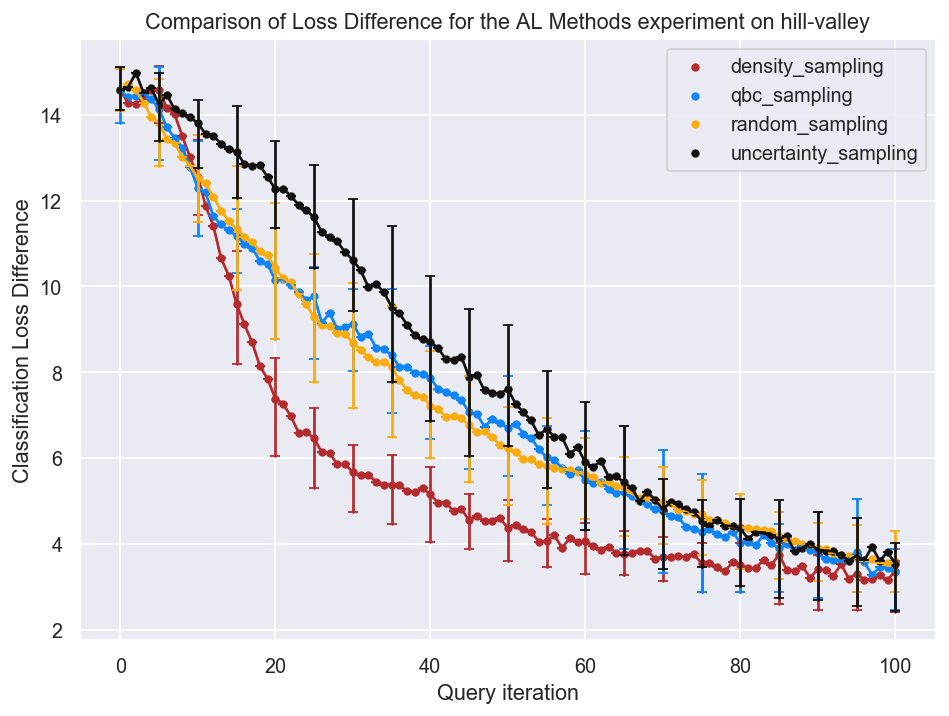 Comparison of Loss Difference for the AL Methods experiment on hill-valley
density_sampling
qbc_sampling
random_sampling
uncertainty_sampling
Classification Loss Difference
14
12
10
8
6
4
2
0 20 40 60 80 100
Query iteration